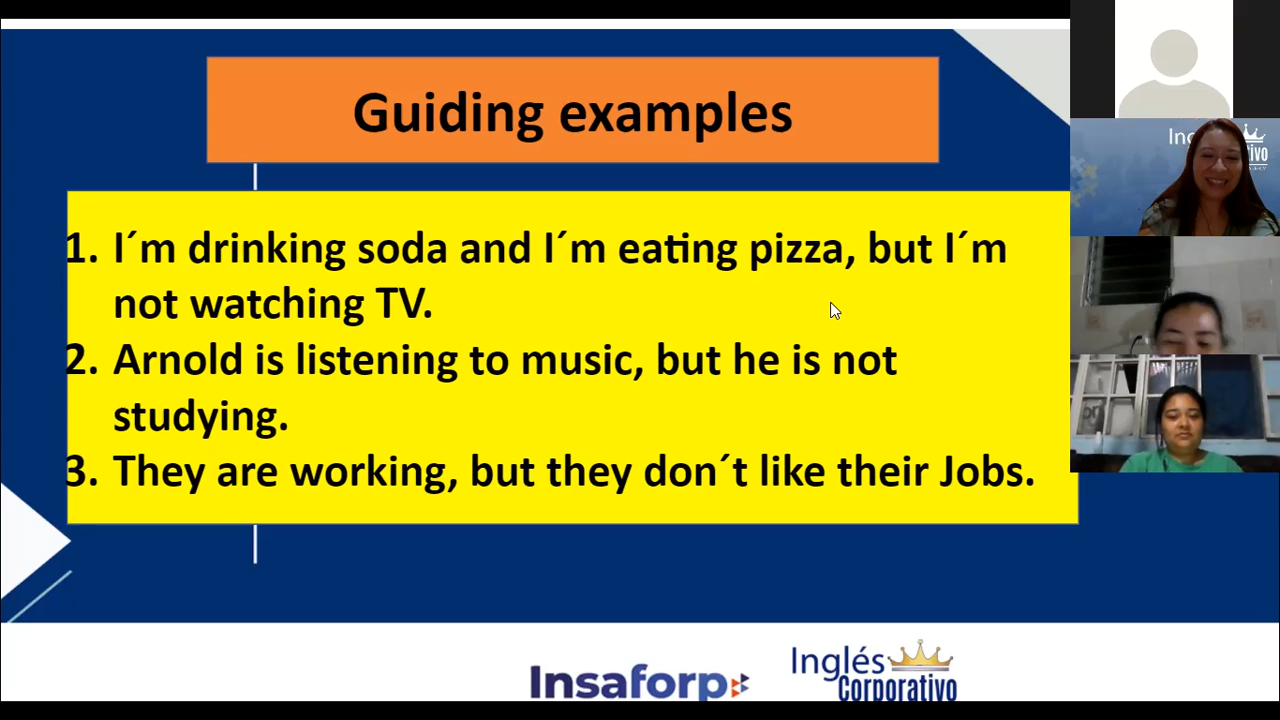 Guiding examples
1. I´m drinking soda and I´m eating pizza, but I´m
not watching TV.
2. Arnold is listening to music, but he is not
studying.
3. They are working, but they don´t like their Jobs.
Insaforp
Inglés
Corporativo